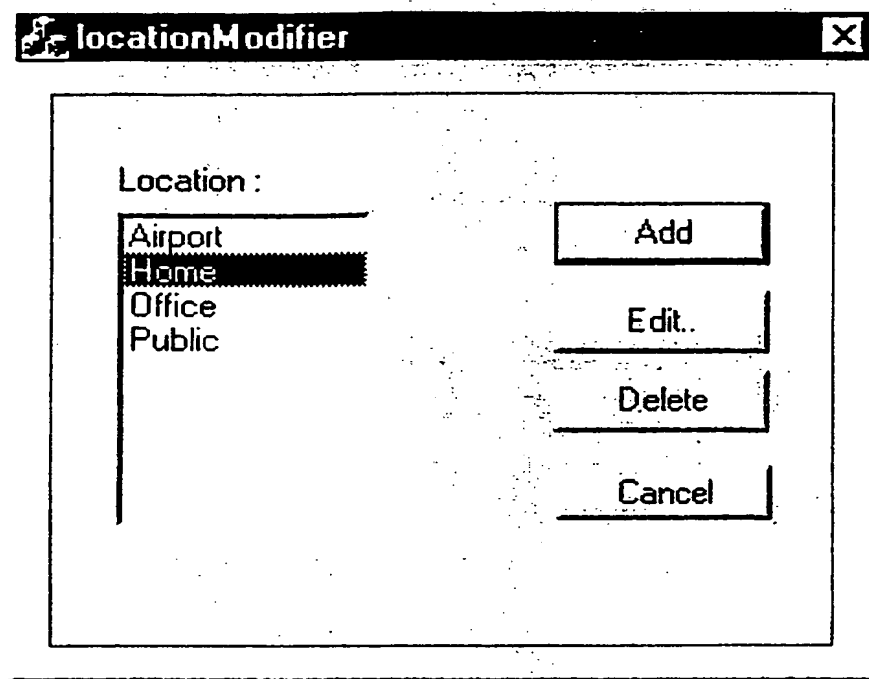 locationModifier
Location :
Airport
Home
Office
Public
Add
Edit..
Delete
Cancel